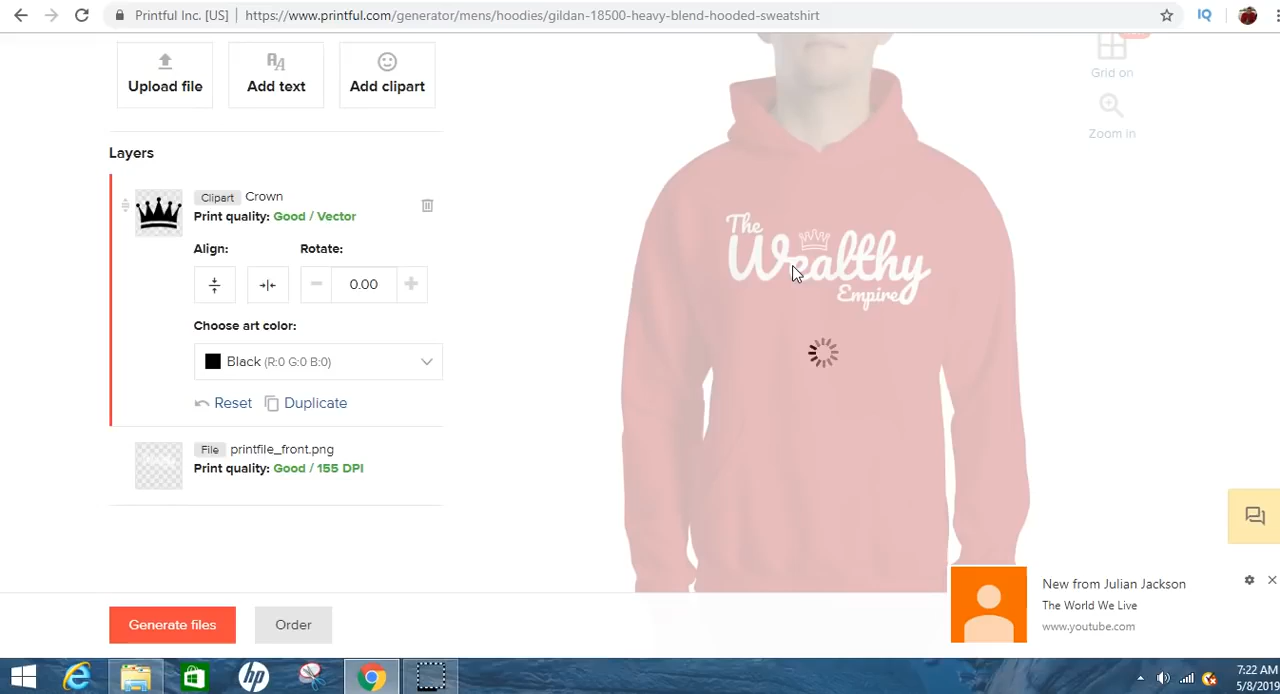 Printful Inc. [US]
https://www.printful.com/generator/mens/hoodies/gildan-18500-heavy-blend-hooded-sweatshirt
IQ
Upload file
Add text
Add clipart
Grid on
Zoom in
Layers
Clipart Crown
Print quality: Good / Vector
Align:
Rotate:
0.00
Choose art color:
Black (R:0 G:0 B:0)
Reset
Duplicate
File printfile_front.png
Print quality: Good / 155 DPI
The
Wealthy
Empire
Generate files
Order
New from Julian Jackson
The World We Live
www.youtube.com
7:22 AM
5/8/2019